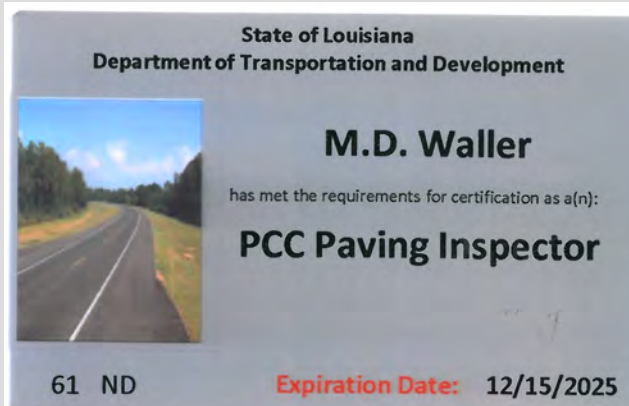 State of Louisiana
Department of Transportation and Development
M.D. Waller
has met the requirements for certification as a(n):
PCC Paving Inspector
61 ND
Expiration Date: 12/15/2025